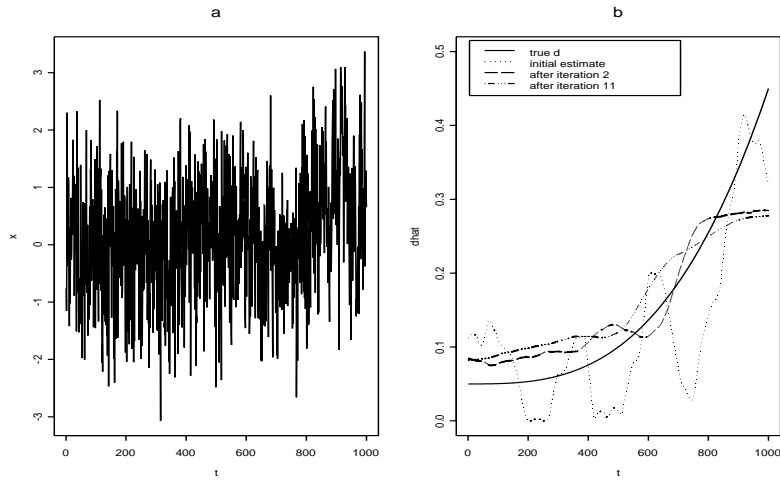 a
3
2
1
0
-1
-2
-3
x
0 200 400 600 800 1000
t
b
true d
initial estimate
after iteration 2
after iteration 11
0.5
0.4
0.3
0.2
0.1
0.0
dhat
0 200 400 600 800 1000
t